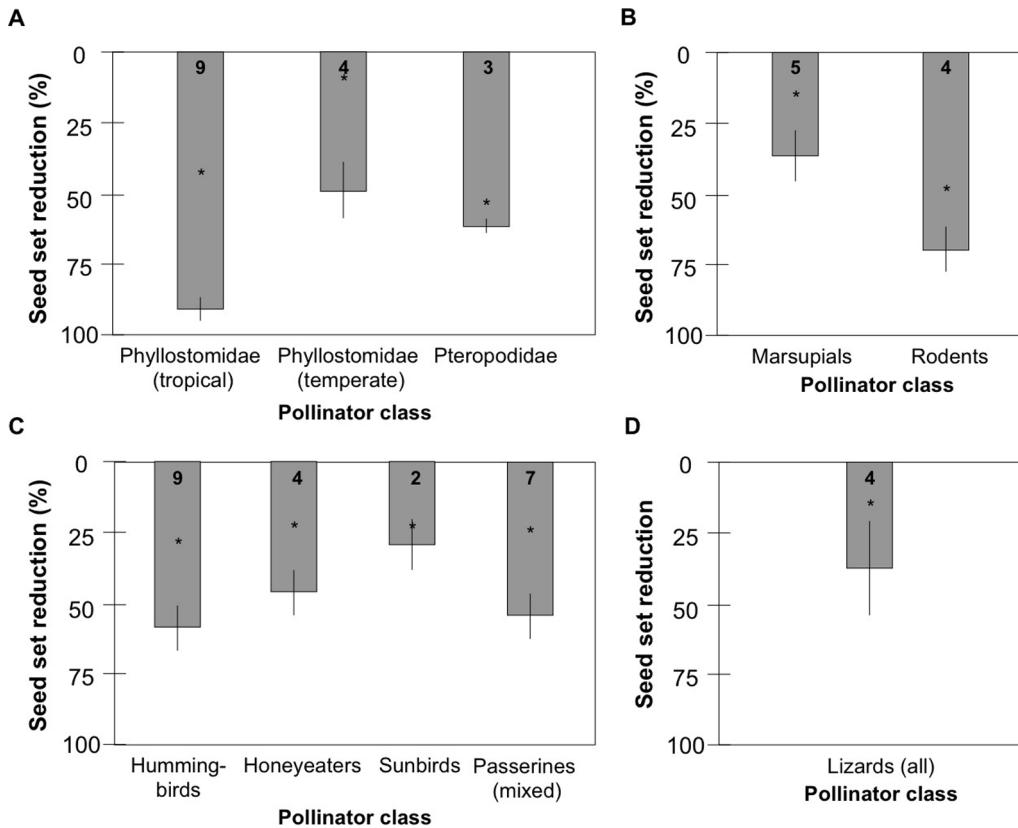 A
Seed set reduction (%)
0
25
50
75
100
9
4
3
*
*
*
Phyllostomidae
(tropical)
Phyllostomidae
(temperate)
Pteropodidae
Pollinator class
B
Seed set reduction (%)
0
25
50
75
100
5
4
*
*
Marsupials
Rodents
Pollinator class
C
Seed set reduction (%)
0
25
50
75
100
9
4
2
7
*
*
*
*
Humming-
birds
Honeyeaters
Sunbirds
Passerines
(mixed)
Pollinator class
D
Seed set reduction
0
25
50
75
100
4
*
Lizards (all)
Pollinator class